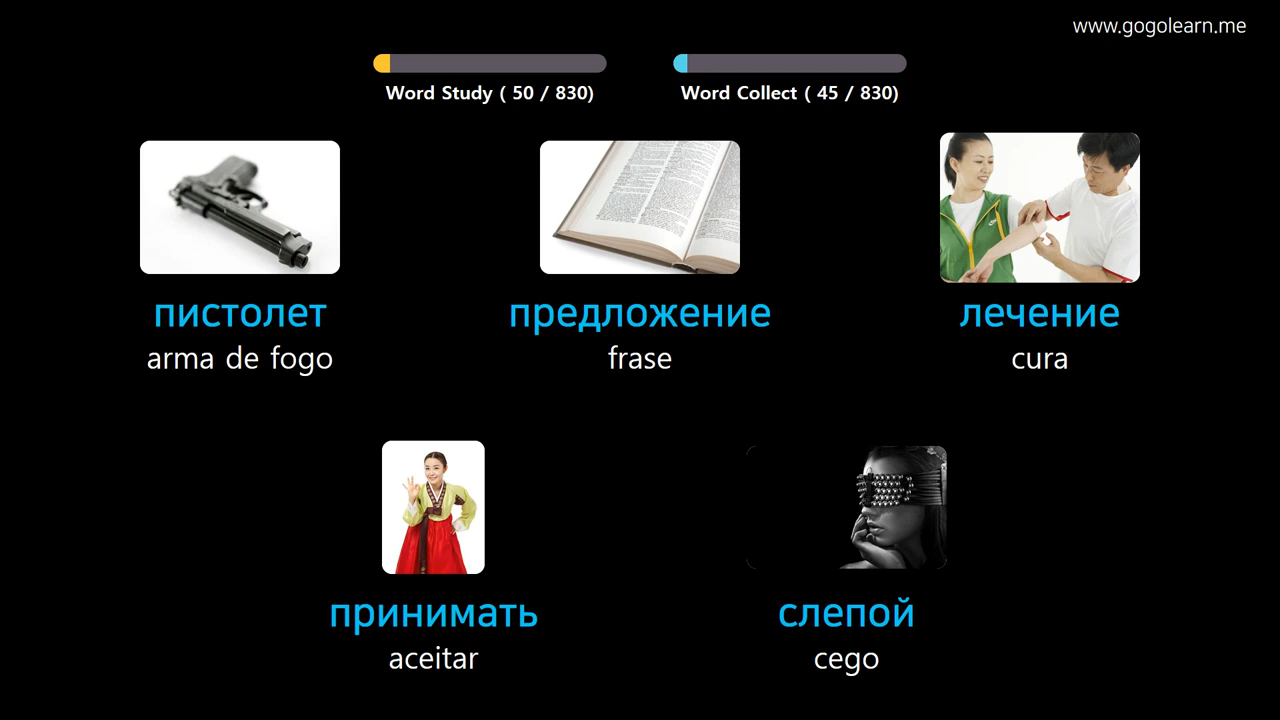 www.gogolearn.me
Word Study ( 50 / 830)
Word Collect ( 45 / 830)
пистолет
arma de fogo
предложение
frase
лечение
cura
принимать
aceitar
слепой
cego